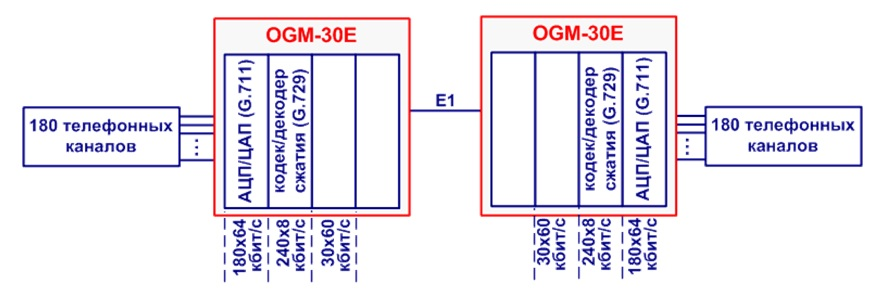 OGM-30E
OGM-30E
АЦП/ЦАП (G.711)
кодек/декодер
сжатия (G.729)
кодек/декодер
сжатия (G.729)
АЦП/ЦАП (G.711)
E1
180 телефонных
каналов
...
...
180 телефонных
каналов
180x64
кбит/с
240x8
кбит/с
30x60
кбит/с
30x60
кбит/с
240x8
кбит/с
180x64
кбит/с